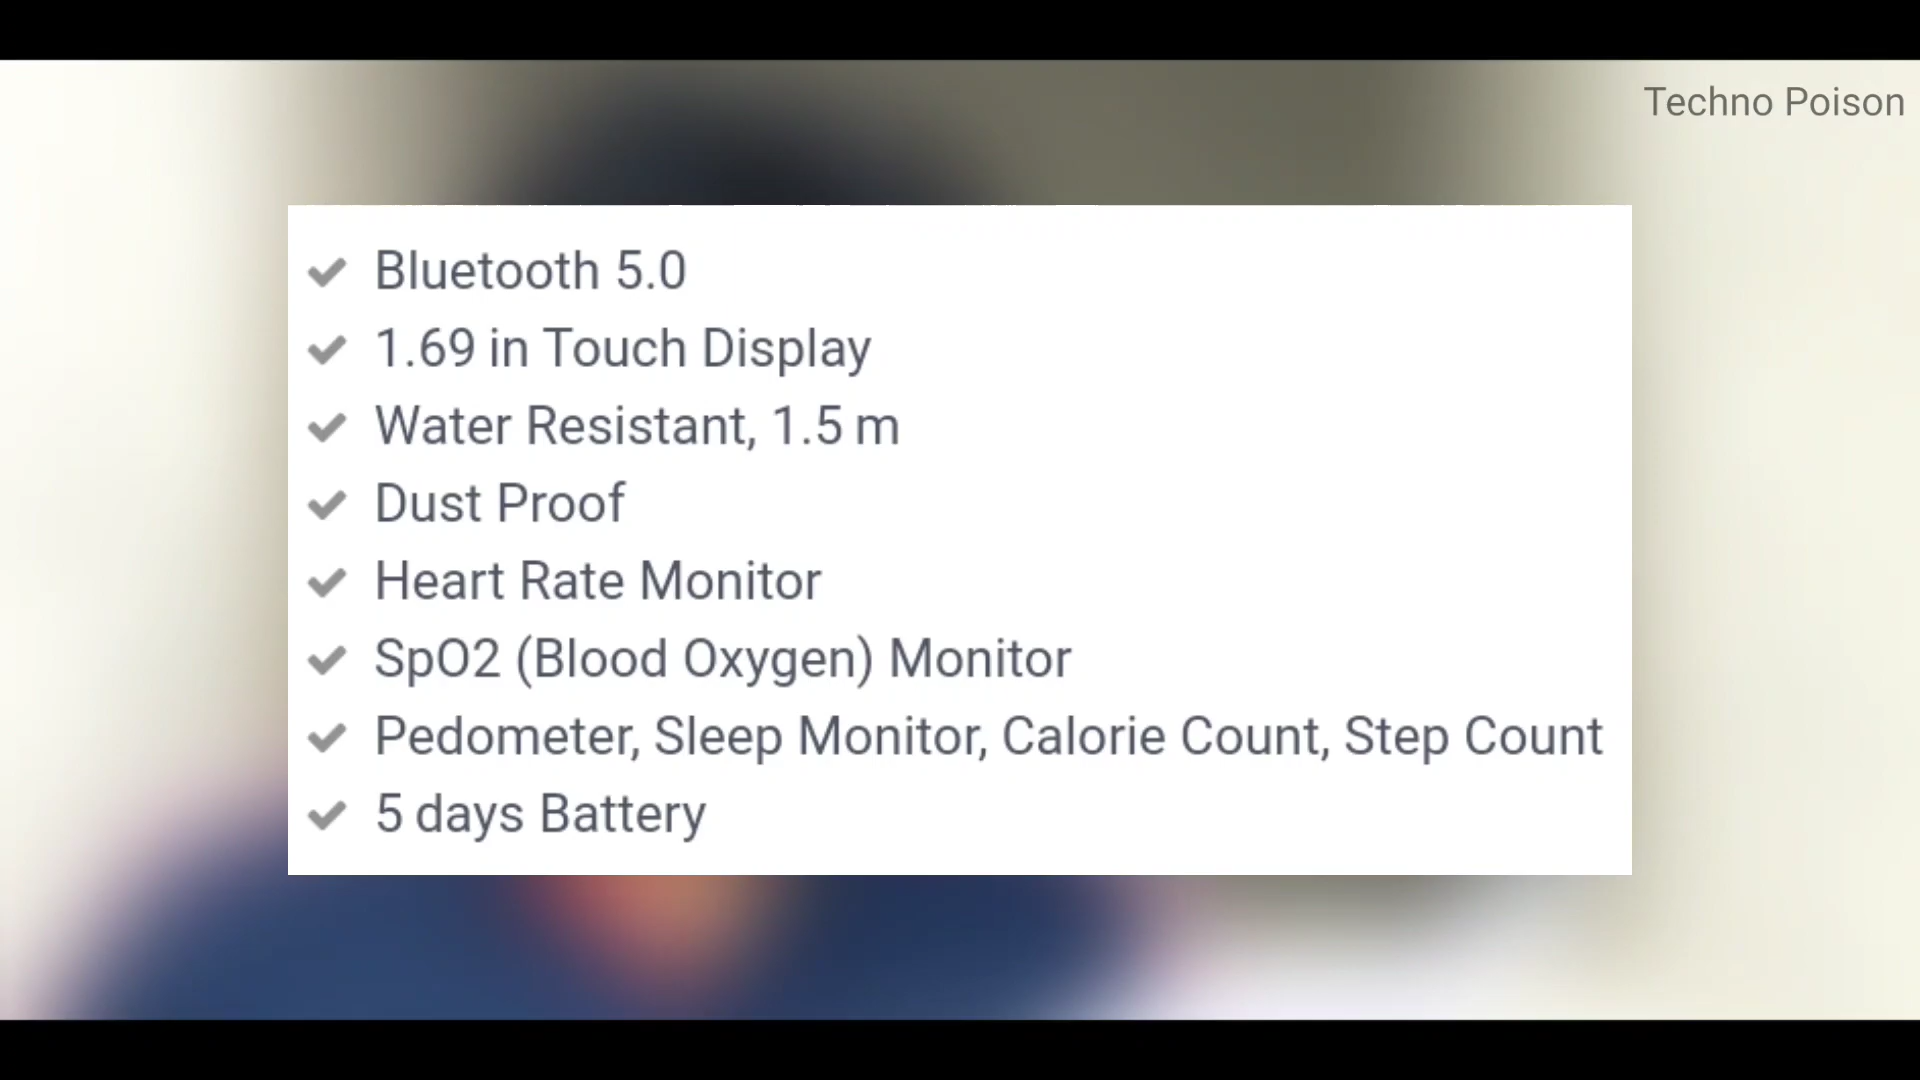 Techno Poison
Bluetooth 5.0
1.69 in Touch Display
Water Resistant, 1.5 m
Dust Proof
Heart Rate Monitor
SpO2 (Blood Oxygen) Monitor
Pedometer, Sleep Monitor, Calorie Count, Step Count
5 days Battery